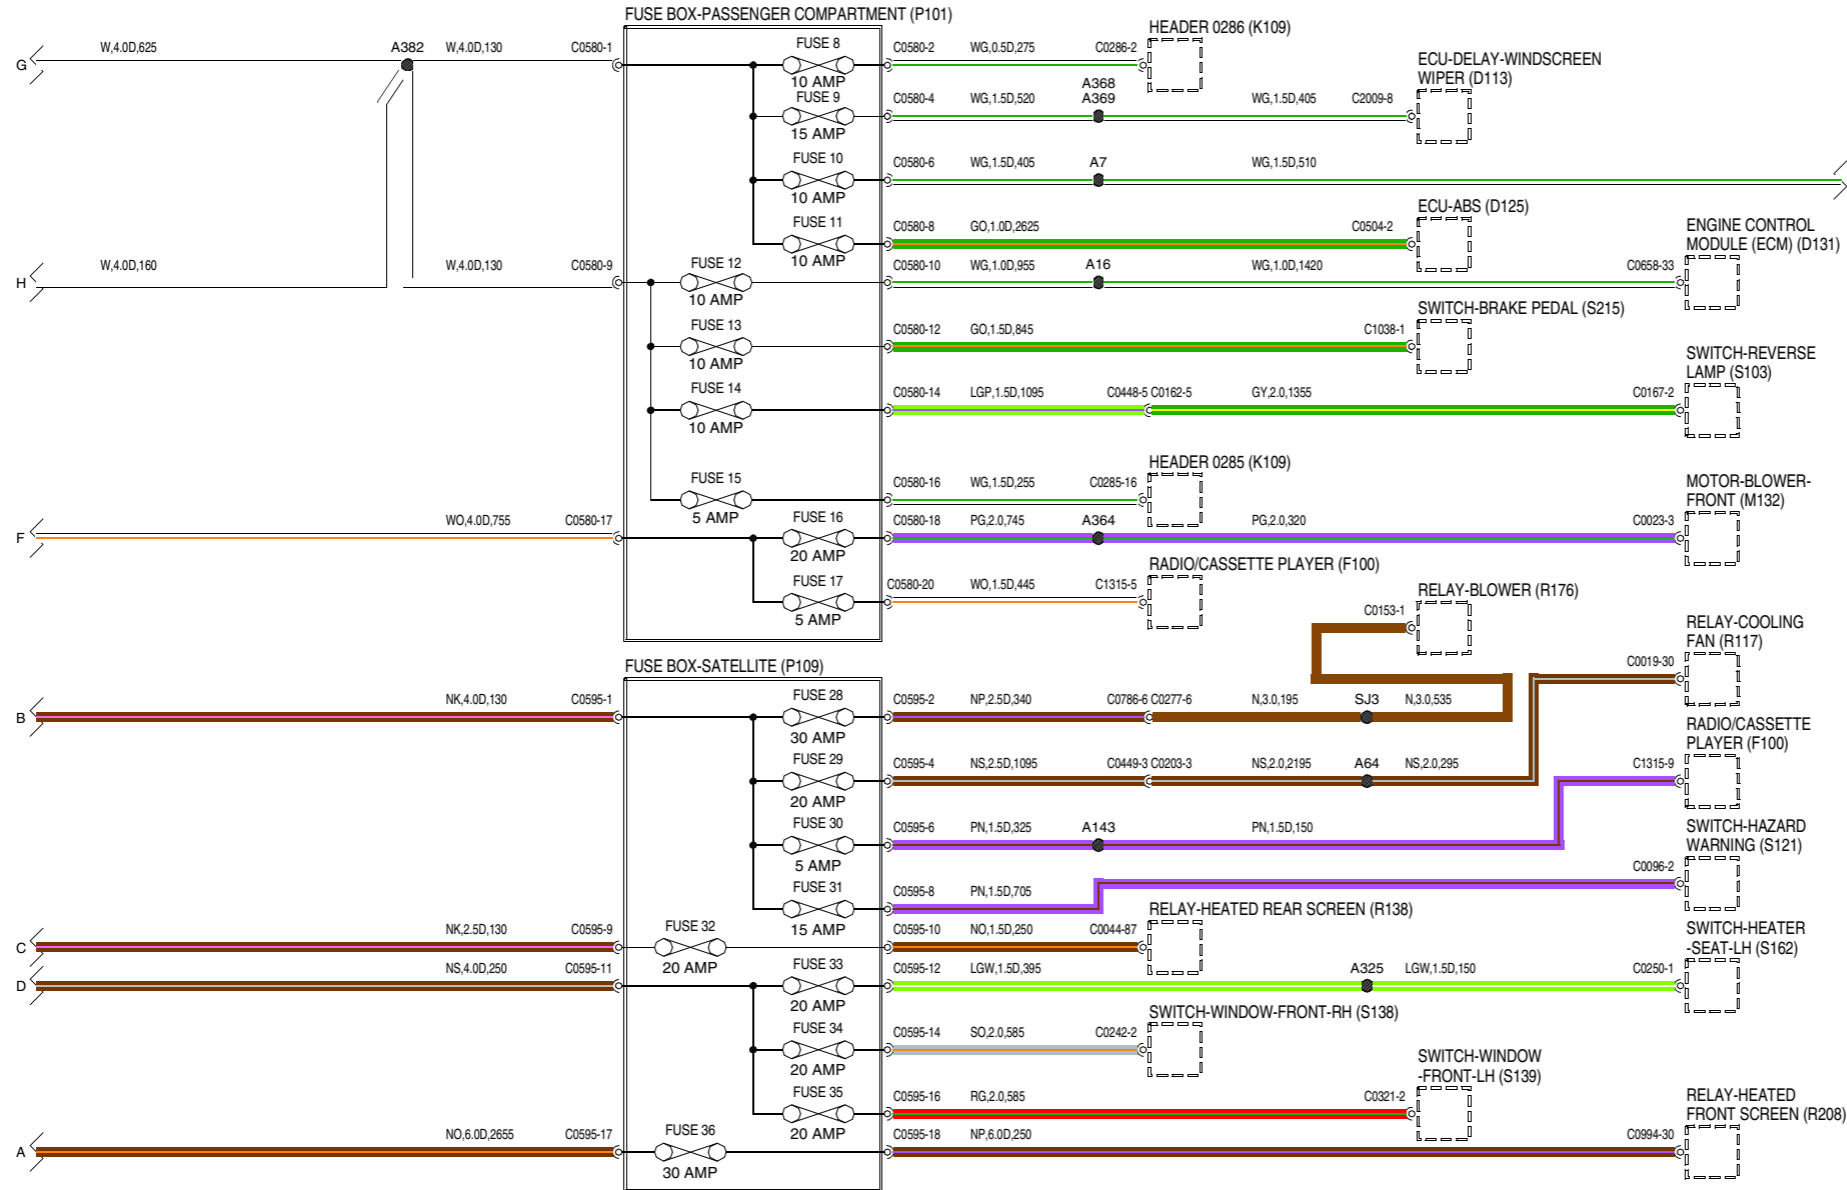 FUSE BOX-PASSENGER COMPARTMENT (P101)
HEADER 0286 (K109)
G W,4.0D,625 A382 W,4.0D,130 C0580-1 FUSE 8 10 AMP C0580-2 WG,0.5D,275 C0286-2
ECU-DELAY-WINDSCREEN
WIPER (D113)
A368
FUSE 9 15 AMP C0580-4 WG,1.5D,520 A369 WG,1.5D,405 C2009-8
FUSE 10 10 AMP C0580-6 WG,1.5D,405 A7 WG,1.5D,510
ECU-ABS (D125)
FUSE 11 10 AMP C0580-8 GO,1.0D,2625 C0504-2
ENGINE CONTROL
MODULE (ECM) (D131)
H W,4.0D,160 W,4.0D,130 C0580-9 FUSE 12 10 AMP C0580-10 WG,1.0D,955 A16 WG,1.0D,1420 C0658-33
SWITCH-BRAKE PEDAL (S215)
FUSE 13 10 AMP C0580-12 GO,1.5D,845 C1038-1
SWITCH-REVERSE
LAMP (S103)
FUSE 14 10 AMP C0580-14 LGP,1.5D,1095 C0448-5 C0162-5 GY,2.0,1355 C0167-2
HEADER 0285 (K109)
FUSE 15 5 AMP C0580-16 WG,1.5D,255 C0285-16
MOTOR-BLOWER-
FRONT (M132)
F WO,4.0D,755 C0580-17 FUSE 16 20 AMP C0580-18 PG,2.0,745 A364 PG,2.0,320 C0023-3
RADIO/CASSETTE PLAYER (F100)
FUSE 17 5 AMP C0580-20 WO,1.5D,445 C1315-5
RELAY-BLOWER (R176)
C0153-1
RELAY-COOLING
FAN (R117)
C0019-30
FUSE BOX-SATELLITE (P109)
B NK,4.0D,130 C0595-1 FUSE 28 30 AMP C0595-2 NP,2.5D,340 C0786-6 C0277-6 N,3.0,195 SJ3 N,3.0,535
RADIO/CASSETTE
PLAYER (F100)
FUSE 29 20 AMP C0595-4 NS,2.5D,1095 C0449-3 C0203-3 NS,2.0,2195 A64 NS,2.0,295 C1315-9
FUSE 30 5 AMP C0595-6 PN,1.5D,325 A143 PN,1.5D,150
SWITCH-HAZARD
WARNING (S121)
FUSE 31 15 AMP C0595-8 PN,1.5D,705 C0096-2
RELAY-HEATED REAR SCREEN (R138)
C NK,2.5D,130 C0595-9 FUSE 32 20 AMP C0595-10 NO,1.5D,250 C0044-87
SWITCH-HEATER
-SEAT-LH (S162)
D NS,4.0D,250 C0595-11 FUSE 33 20 AMP C0595-12 LGW,1.5D,395 A325 LGW,1.5D,150 C0250-1
SWITCH-WINDOW-FRONT-RH (S138)
FUSE 34 20 AMP C0595-14 SO,2.0,585 C0242-2
SWITCH-WINDOW
-FRONT-LH (S139)
FUSE 35 20 AMP C0595-16 RG,2.0,585 C0321-2
RELAY-HEATED
FRONT SCREEN (R208)
A NO,6.0D,2655 C0595-17 FUSE 36 30 AMP C0595-18 NP,6.0D,250 C0994-30